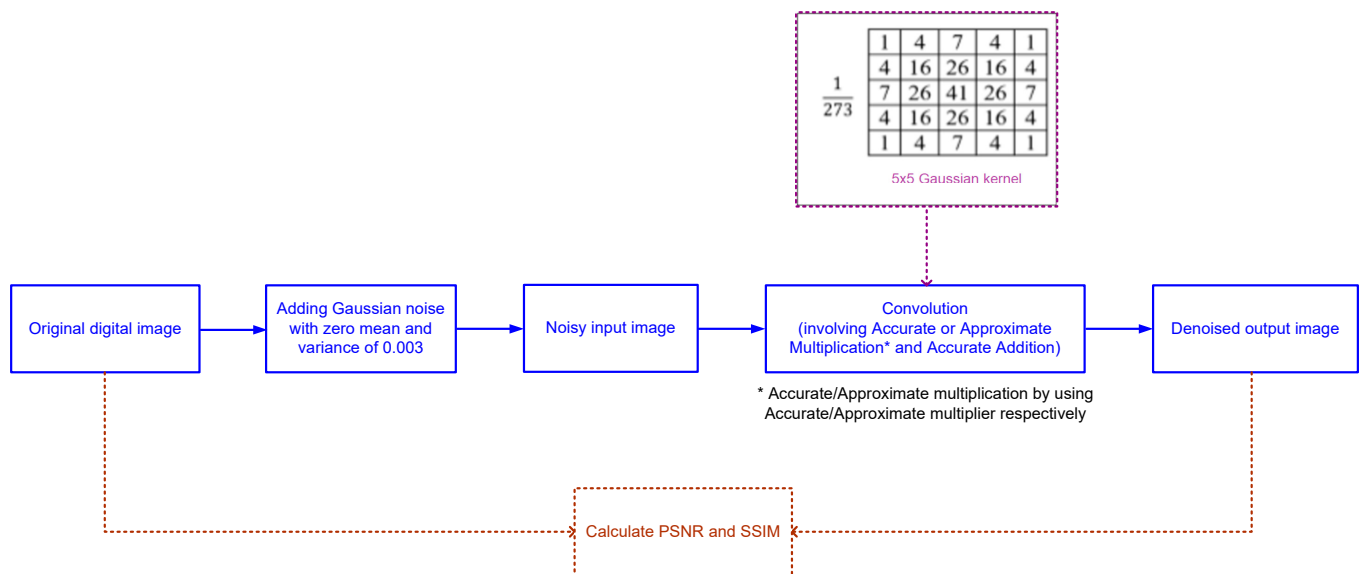 1 4 7 4 1
4 16 26 16 4
1
273
7 26 41 26 7
4 16 26 16 4
1 4 7 4 1
5x5 Gaussian kernel
Original digital image
Adding Gaussian noise
with zero mean and
variance of 0.003
Noisy input image
Convolution
(involving Accurate or Approximate
Multiplication* and Accurate Addition)
Denoised output image
* Accurate/Approximate multiplication by using
Accurate/Approximate multiplier respectively
Calculate PSNR and SSIM